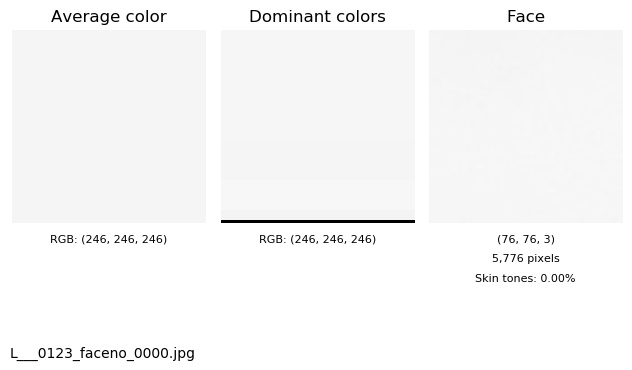 Average color
Dominant colors
Face
RGB: (246, 246, 246)
RGB: (246, 246, 246)
(76, 76, 3)
5,776 pixels
Skin tones: 0.00%
L___0123_faceno_0000.jpg